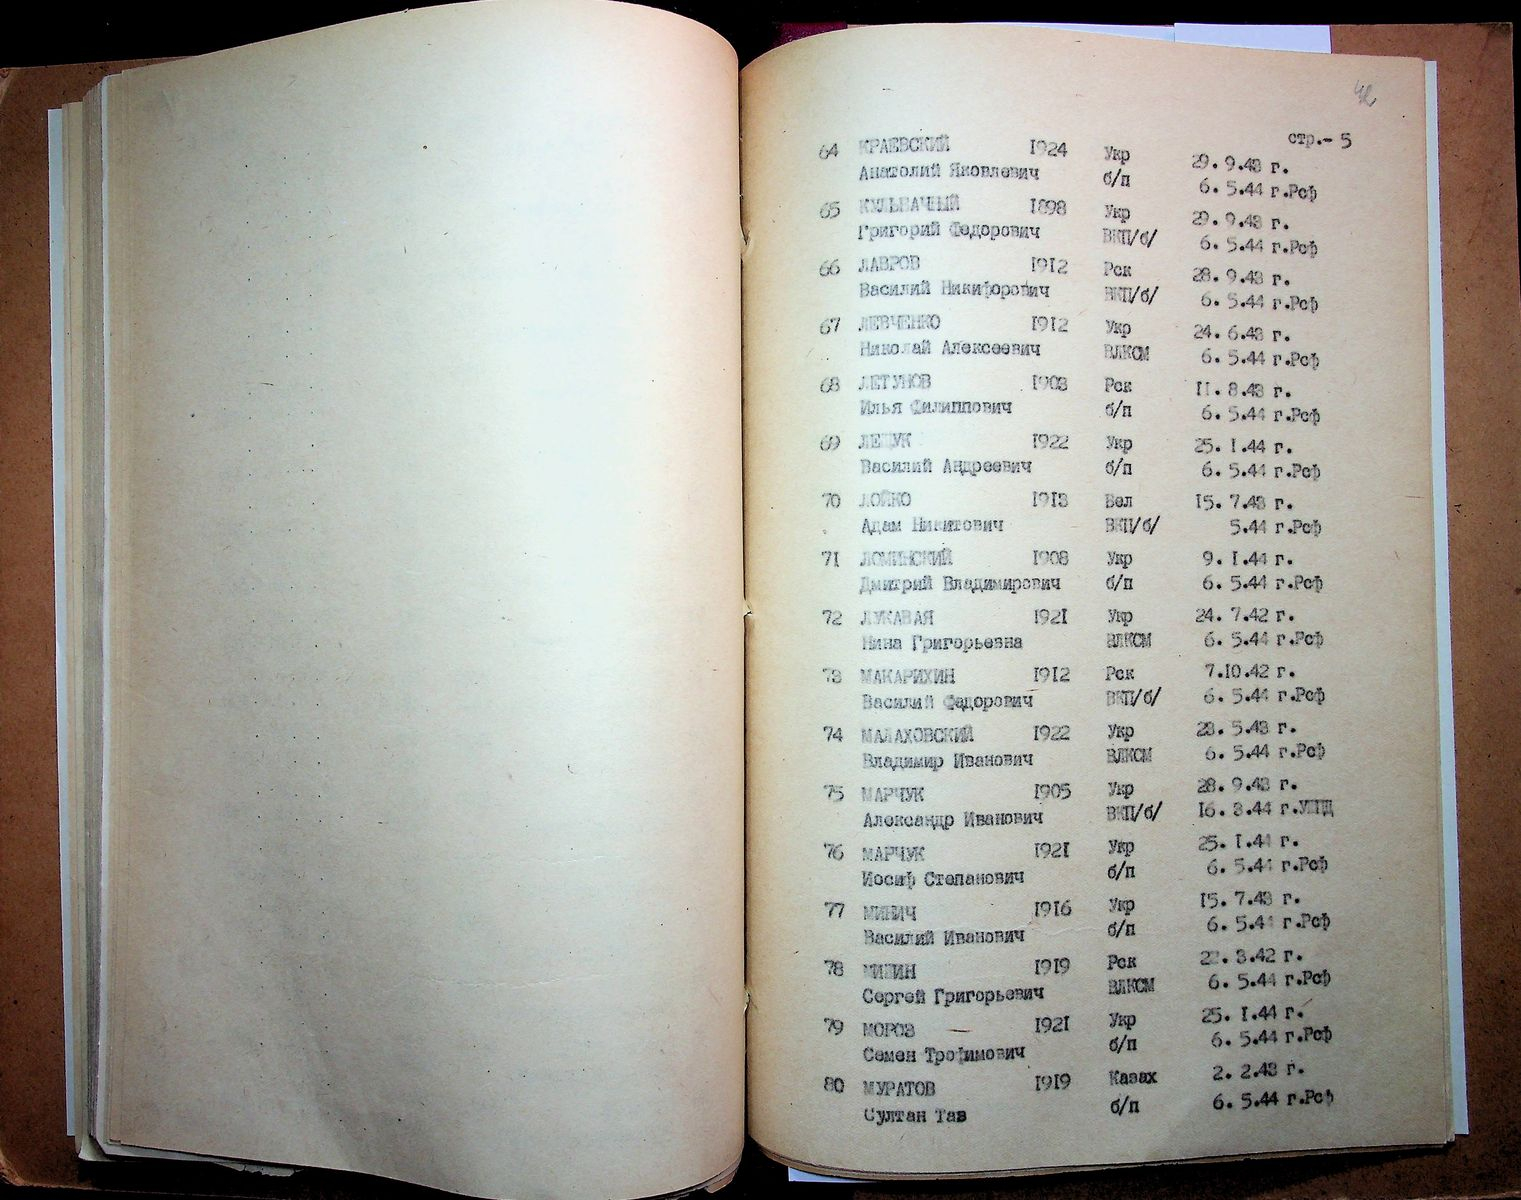 42
стр.- 5
64 КРАЕВСКИЙ 1924 Укр 29. 9.43 г.
Анатолий Яковлевич б/п 6. 5.44 г.Рсф
65 КУЛЬБАЧНЫЙ 1898 Укр 29. 9.43 г.
Григорий Федорович ВКП/б/ 6. 5.44 г.Рсф
66 ЛАВРОВ 1912 Рск 28. 9.43 г.
Василий Никифорович ВКП/б/ 6. 5.44 г.Рсф
67 ЛЕВЧЕНКО 1912 Укр 24. 6.43 г.
Николай Алексеевич ВЛКСМ 6. 5.44 г.Рсф
68 ЛЕТУНОВ 1903 Рск 11. 8.43 г.
Илья Филиппович б/п 6. 5.44 г.Рсф
69 ЛЕЩУК 1922 Укр 25. 1.44 г.
Василий Андреевич б/п 6. 5.44 г.Рсф
70 ЛОЙКО 1913 Бел 15. 7.43 г.
Адам Никитович ВКП/б/ 5.44 г.Рсф
71 ЛОМИНСКИЙ 1908 Укр 9. 1.44 г.
Дмитрий Владимирович б/п 6. 5.44 г.Рсф
72 ЛУКАВАЯ 1921 Укр 24. 7.42 г.
Нина Григорьевна ВЛКСМ 6. 5.44 г.Рсф
73 МАКАРИХИН 1912 Рск 7.10.42 г.
Василий Федорович ВКП/б/ 6. 5.44 г.Рсф
74 МАЛАХОВСКИЙ 1922 Укр 23. 5.43 г.
Владимир Иванович ВЛКСМ 6. 5.44 г.Рсф
75 МАРЧУК 1905 Укр 28. 9.43 г.
Александр Иванович ВКП/б/ 16. 3.44 г.УШПД
76 МАРЧУК 1921 Укр 25. 1.44 г.
Иосиф Степанович б/п 6. 5.44 г.Рсф
77 МИНИЧ 1916 Укр 15. 7.43 г.
Василий Иванович б/п 6. 5.44 г.Рсф
78 1919 Рск 3.42 г.
Сергей Григорьевич ВЛКСМ 6. 5.44 г.Рсф
79 МОРОЗ — 1921 Укр 25. 1.44 г.
Семен Трофимович б/п 6. 5.44 г.Рсф
80 МУРАТОВ 1919 Казах 2. 2.43 г.
Султан Тав б/п 6. 5.44 г.Рсф